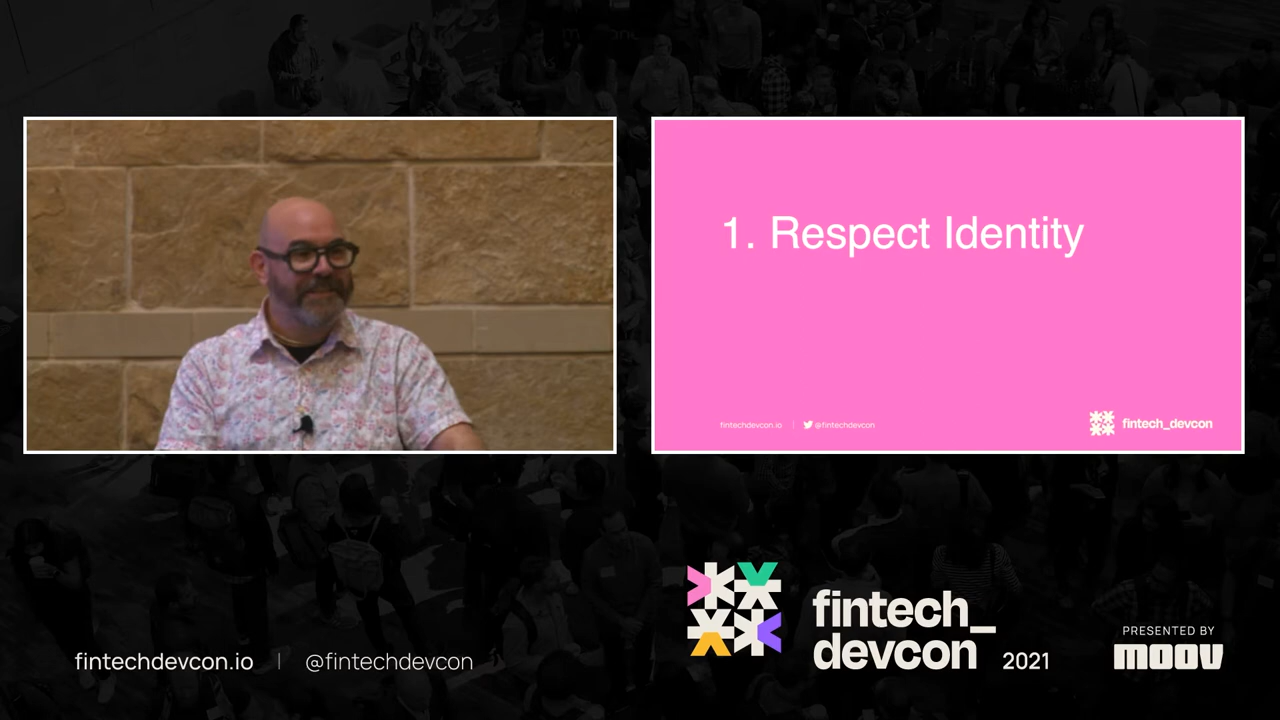 1. Respect Identity
fintechdevcon.io | @fintechdevcon
fintech_devcon
fintechdevcon.io | @fintechdevcon
fintech_
devcon 2021
PRESENTED BY
moov